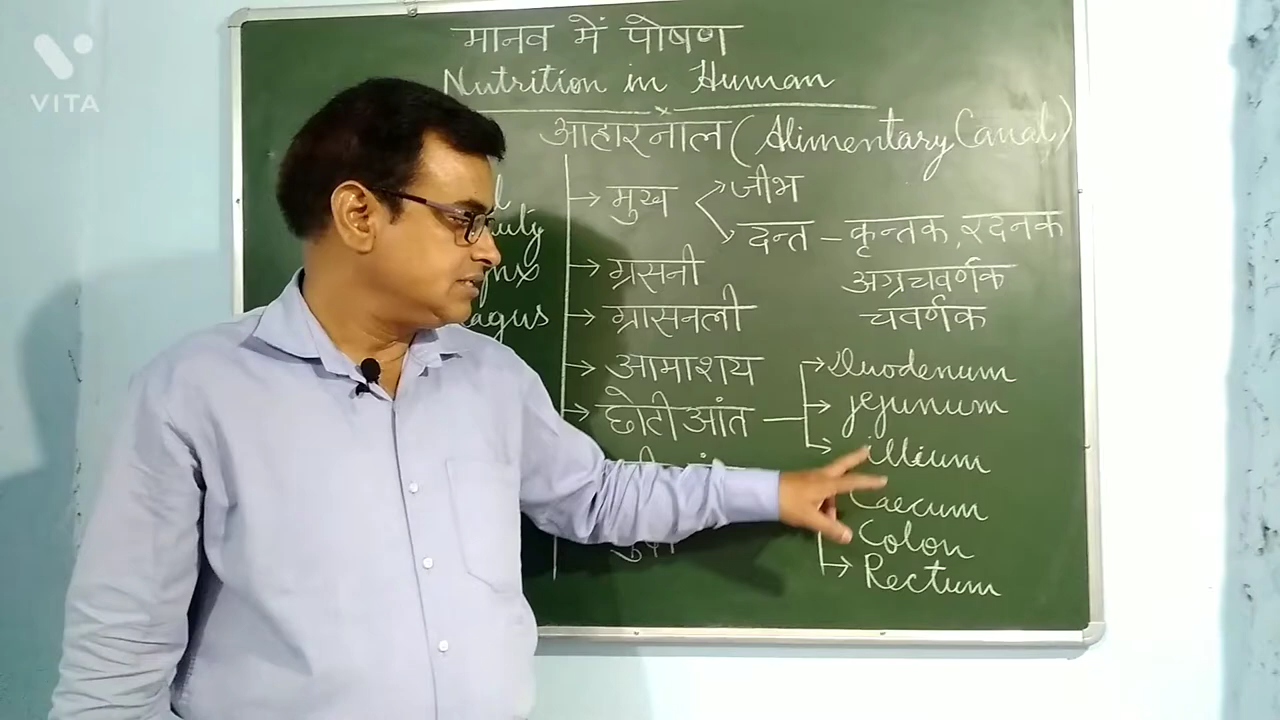 VITA
मानव में पोषण
Nutrition in Human
आहारनाल (Alimentary Canal)
मुख
जीभ
दन्त – कृन्तक, रदनक
अग्रचवर्णक
चवर्णक
ग्रसनी
ग्रासनली
आमाशय
छोटी आंत
Duodenum
jejunum
illium
Caecum
Colon
Rectum